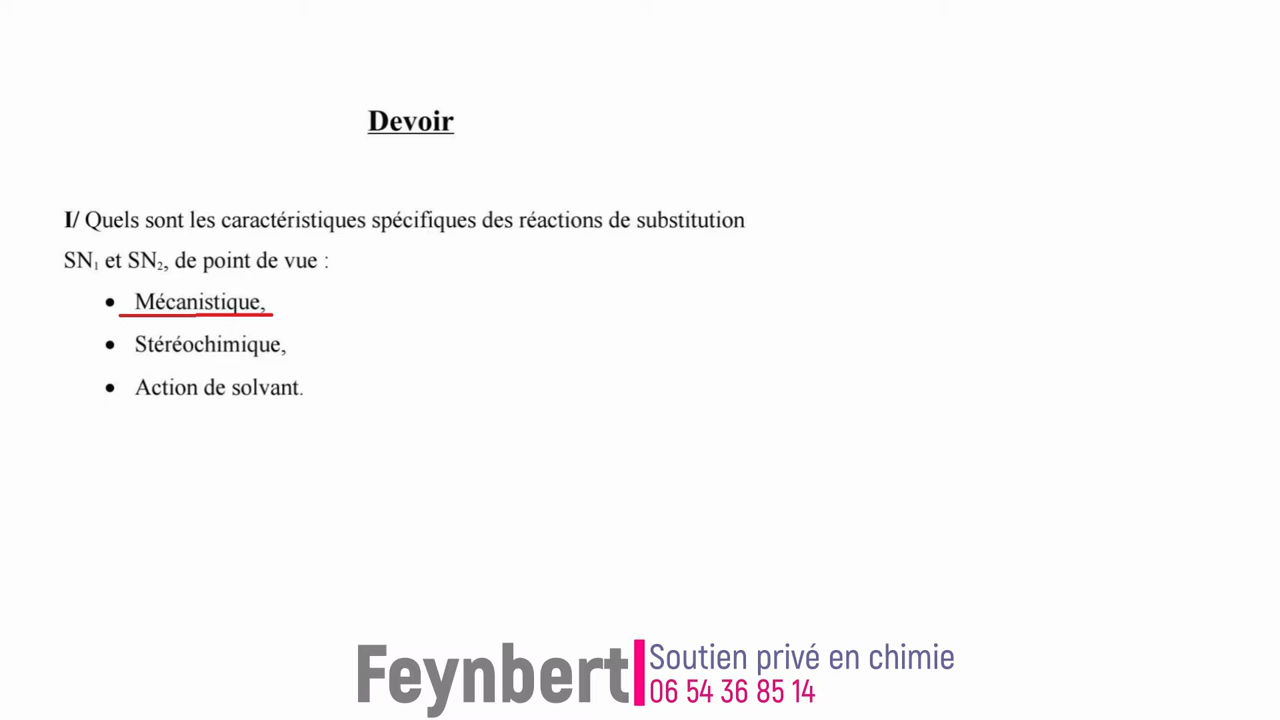 Devoir
I/ Quels sont les caractéristiques spécifiques des réactions de substitution
SN₁ et SN₂, de point de vue :
• Mécanistique,
• Stéréochimique,
• Action de solvant.
Feynbert
Soutien privé en chimie
06 54 36 85 14